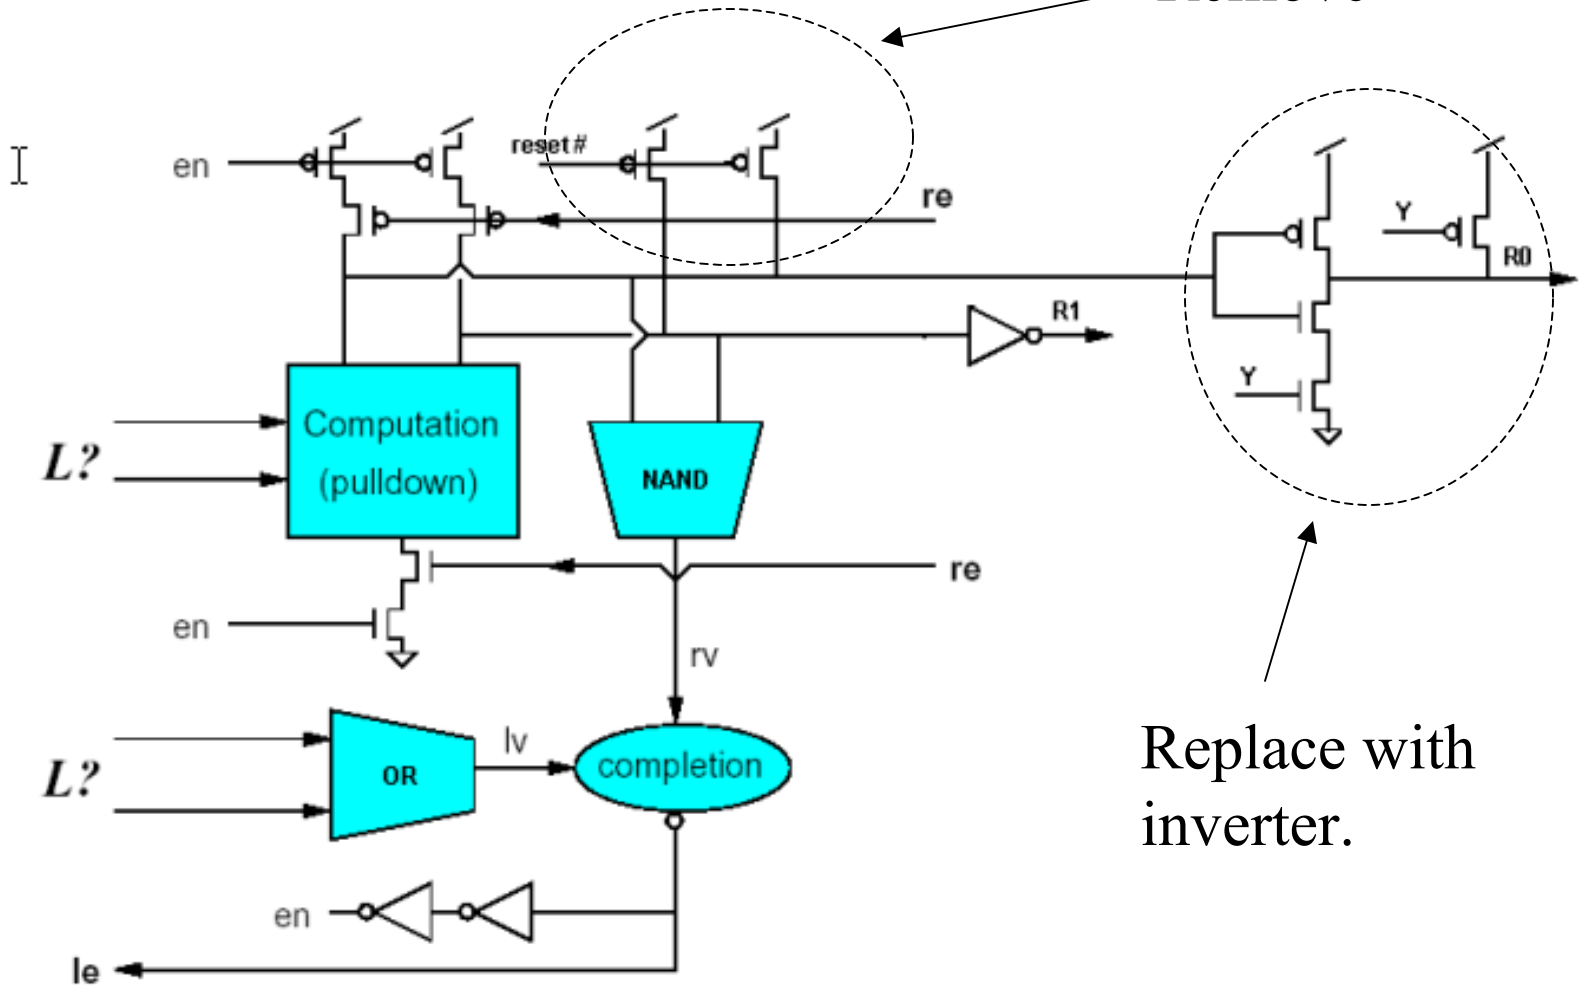 reset#
en
re
Y
R0
R1
Y
Computation
(pulldown)
L?
NAND
re
en
rv
Replace with
inverter.
lv
L?
OR
completion
en
le